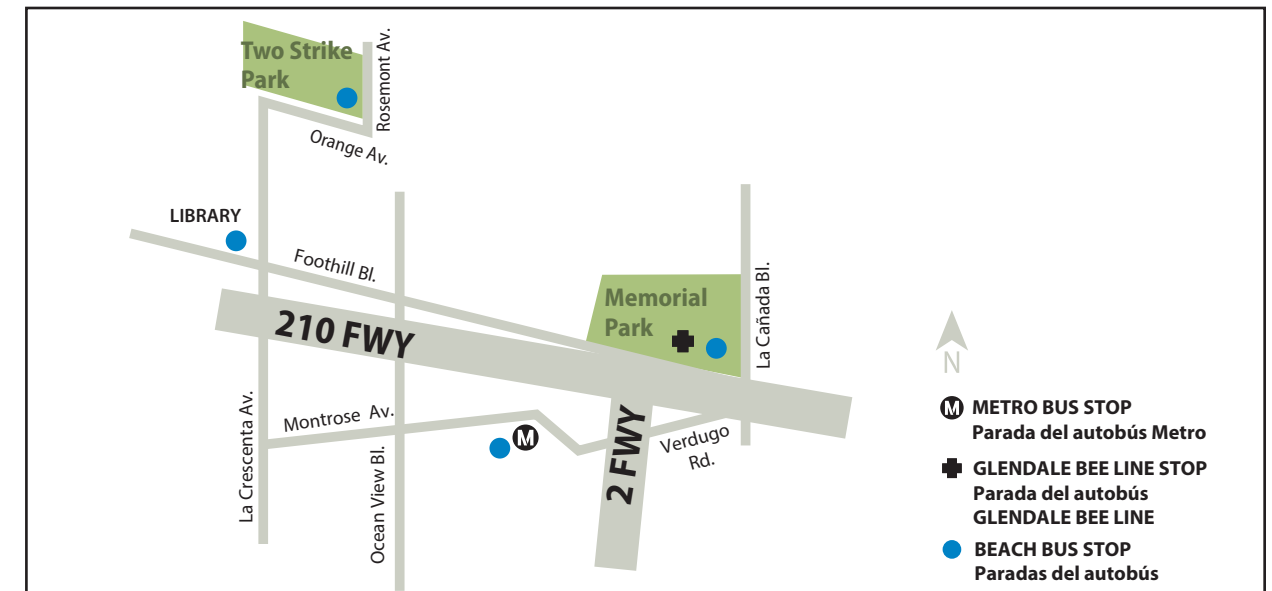 Two Strike
Park
Rosemont Av.
Orange Av.
LIBRARY
Foothill Bl.
210 FWY
Memorial
Park
La Cañada Bl.
La Crescenta Av.
Montrose Av.
Ocean View Bl.
M
2 FWY
Verdugo
Rd.
N
M METRO BUS STOP
Parada del autobús Metro
GLENDALE BEE LINE STOP
Parada del autobús
GLENDALE BEE LINE
BEACH BUS STOP
Paradas del autobús